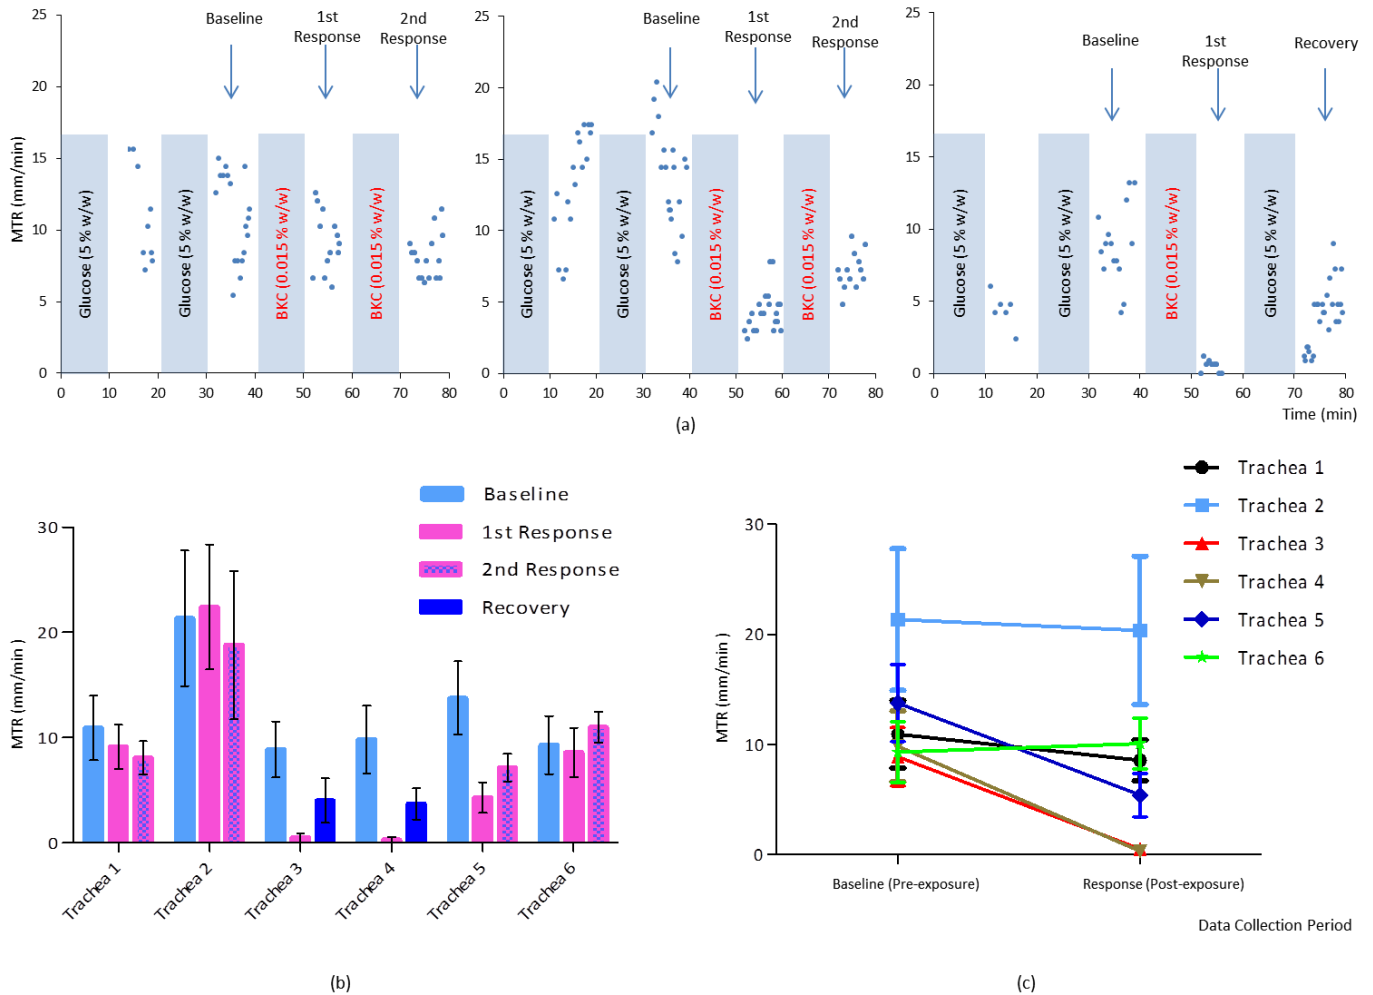 Baseline
1st
Response
2nd
Response
MTR (mm/min)
25
20
15
10
5
0
Glucose (5 % w/w)
Glucose (5 % w/w)
BKC (0.015 % w/w)
BKC (0.015 % w/w)
0 10 20 30 40 50 60 70 80
Baseline
1st
Response
2nd
Response
25
20
15
10
5
0
Glucose (5 % w/w)
Glucose (5 % w/w)
BKC (0.015 % w/w)
BKC (0.015 % w/w)
0 10 20 30 40 50 60 70 80
Baseline
1st
Response
Recovery
25
20
15
10
5
0
Glucose (5 % w/w)
Glucose (5 % w/w)
BKC (0.015 % w/w)
Glucose (5 % w/w)
0 10 20 30 40 50 60 70 80
Time (min)
(a)
Baseline
1st Response
2nd Response
Recovery
MTR (mm/min )
30
20
10
0
Trachea 1
Trachea 2
Trachea 3
Trachea 4
Trachea 5
Trachea 6
(b)
Trachea 1
Trachea 2
Trachea 3
Trachea 4
Trachea 5
Trachea 6
MTR (mm/min )
30
20
10
0
Baseline (Pre-exposure)
Response (Post-exposure)
Data Collection Period
(c)